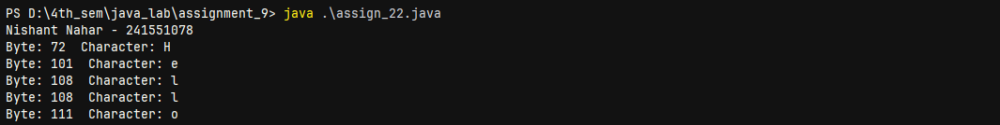 PS D:\4th_sem\java_lab\assignment_9> java .\assign_22.java
Nishant Nahar - 241551078
Byte: 72  Character: H
Byte: 101  Character: e
Byte: 108  Character: l
Byte: 108  Character: l
Byte: 111  Character: o